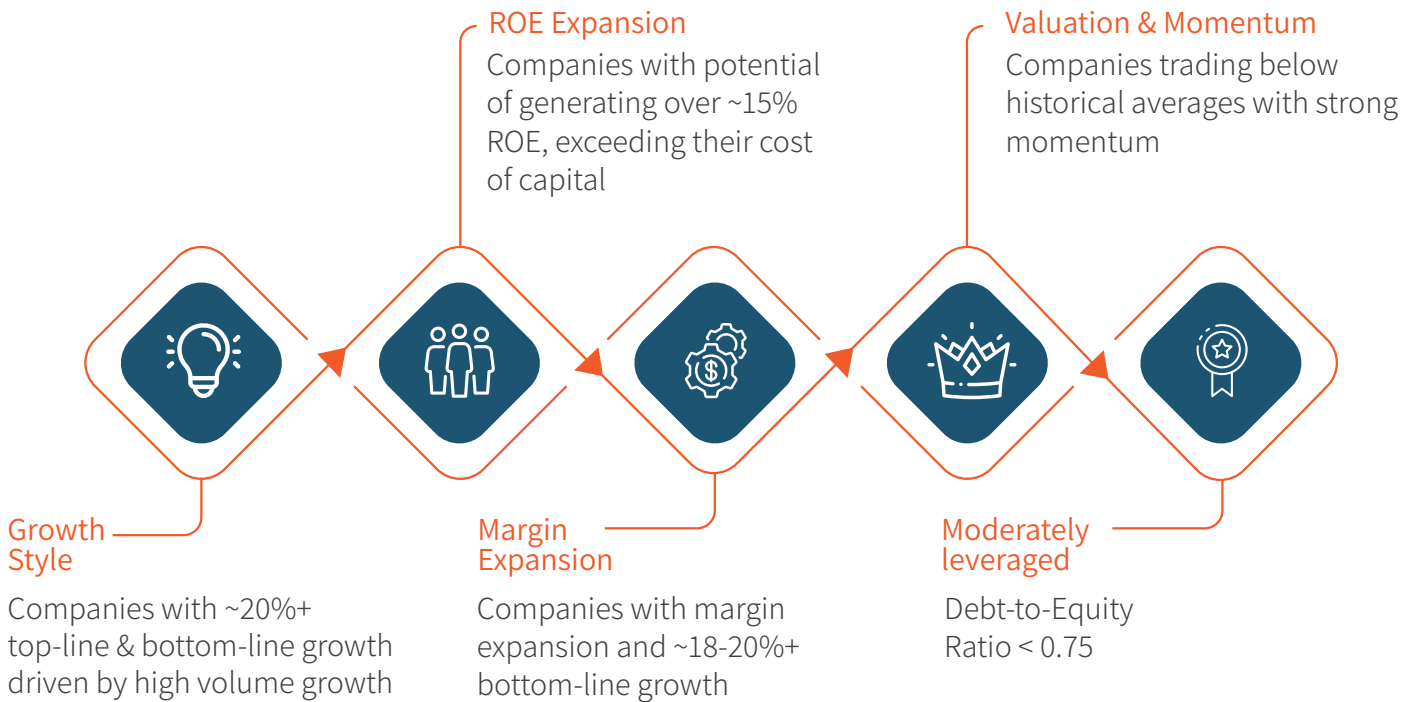 ROE Expansion
Companies with potential
of generating over ~15%
ROE, exceeding their cost
of capital
Valuation & Momentum
Companies trading below
historical averages with strong
momentum
$
Growth
Style
Companies with ~20%+
top-line & bottom-line growth
driven by high volume growth
Margin
Expansion
Companies with margin
expansion and ~18-20%+
bottom-line growth
Moderately
leveraged
Debt-to-Equity
Ratio < 0.75